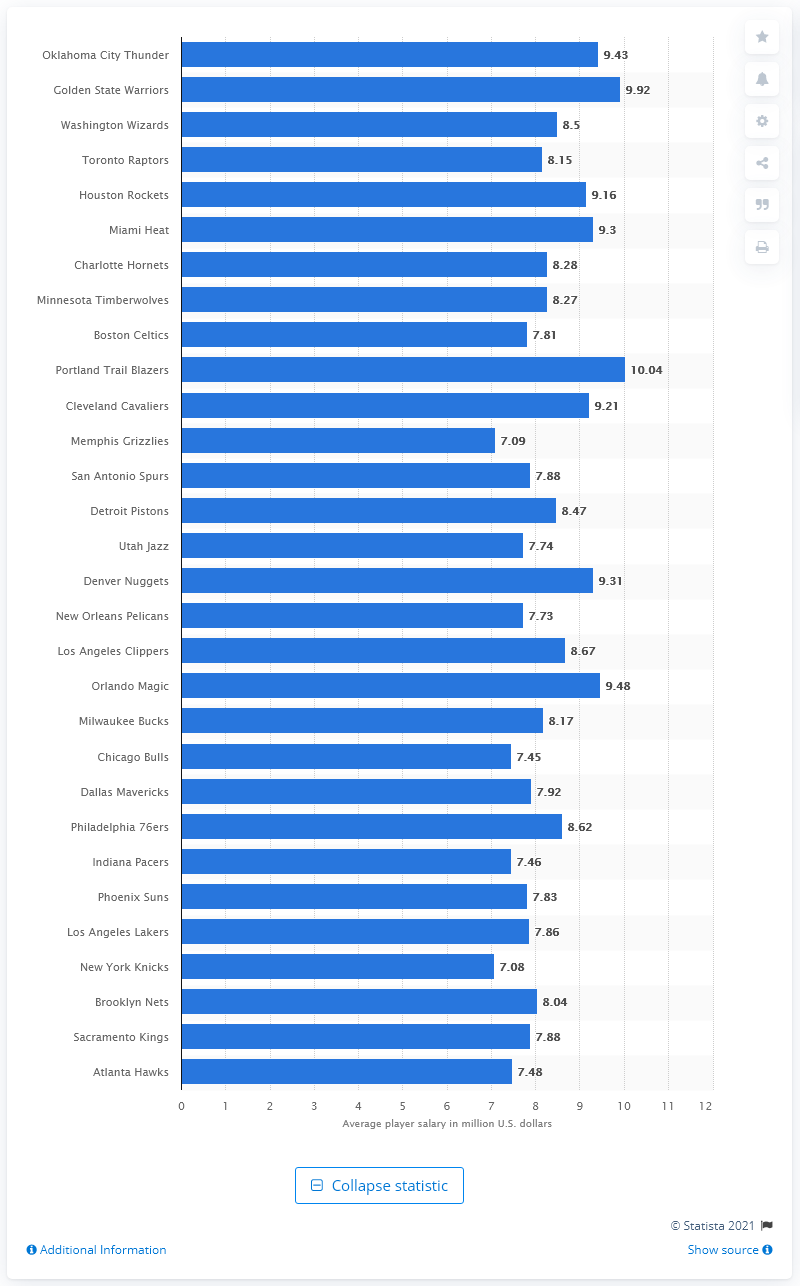 Oklahoma City Thunder 9.43
Golden State Warriors 9.92
Washington Wizards 8.5
Toronto Raptors 8.15
Houston Rockets 9.16
Miami Heat 9.3
Charlotte Hornets 8.28
Minnesota Timberwolves 8.27
Boston Celtics 7.81
Portland Trail Blazers 10.04
Cleveland Cavaliers 9.21
Memphis Grizzlies 7.09
San Antonio Spurs 7.88
Detroit Pistons 8.47
Utah Jazz 7.74
Denver Nuggets 9.31
New Orleans Pelicans 7.73
Los Angeles Clippers 8.67
Orlando Magic 9.48
Milwaukee Bucks 8.17
Chicago Bulls 7.45
Dallas Mavericks 7.92
Philadelphia 76ers 8.62
Indiana Pacers 7.46
Phoenix Suns 7.83
Los Angeles Lakers 7.86
New York Knicks 7.08
Brooklyn Nets 8.04
Sacramento Kings 7.88
Atlanta Hawks 7.48
0 1 2 3 4 5 6 7 8 9 10 11 12
Average player salary in million U.S. dollars
Collapse statistic
© Statista 2021
Additional Information Show source